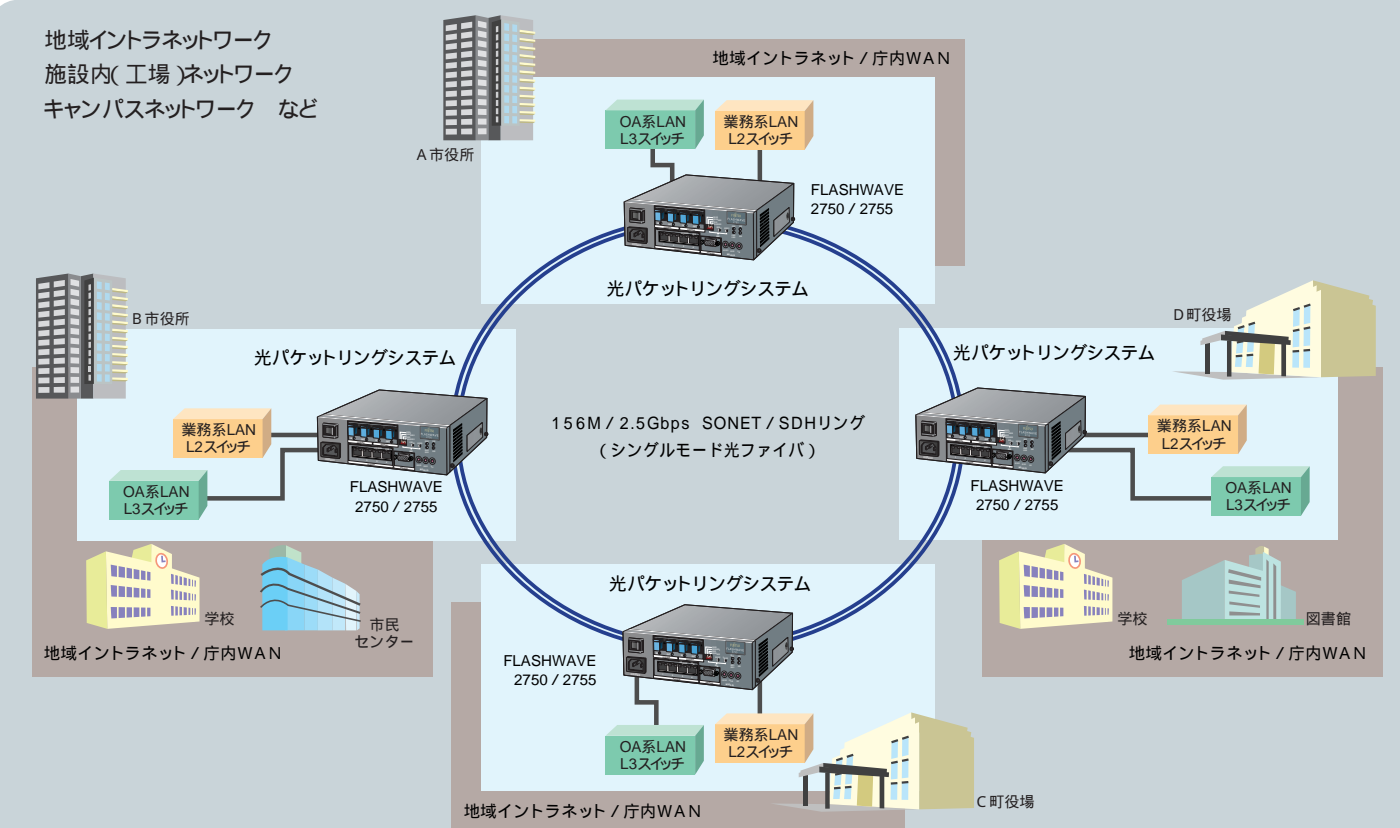 地域イントラネットワーク
施設内(工場)ネットワーク
キャンパスネットワーク　など
地域イントラネット / 庁内WAN
A市役所
OA系LAN
L3スイッチ
業務系LAN
L2スイッチ
FLASHWAVE
2750 / 2755
光パケットリングシステム
B市役所
光パケットリングシステム
業務系LAN
L2スイッチ
OA系LAN
L3スイッチ
FLASHWAVE
2750 / 2755
学校
市民
センター
地域イントラネット / 庁内WAN
156M / 2.5Gbps SONET / SDHリング
(シングルモード光ファイバ)
D町役場
光パケットリングシステム
業務系LAN
L2スイッチ
OA系LAN
L3スイッチ
FLASHWAVE
2750 / 2755
学校
図書館
地域イントラネット / 庁内WAN
光パケットリングシステム
FLASHWAVE
2750 / 2755
OA系LAN
L3スイッチ
業務系LAN
L2スイッチ
C町役場
地域イントラネット / 庁内WAN